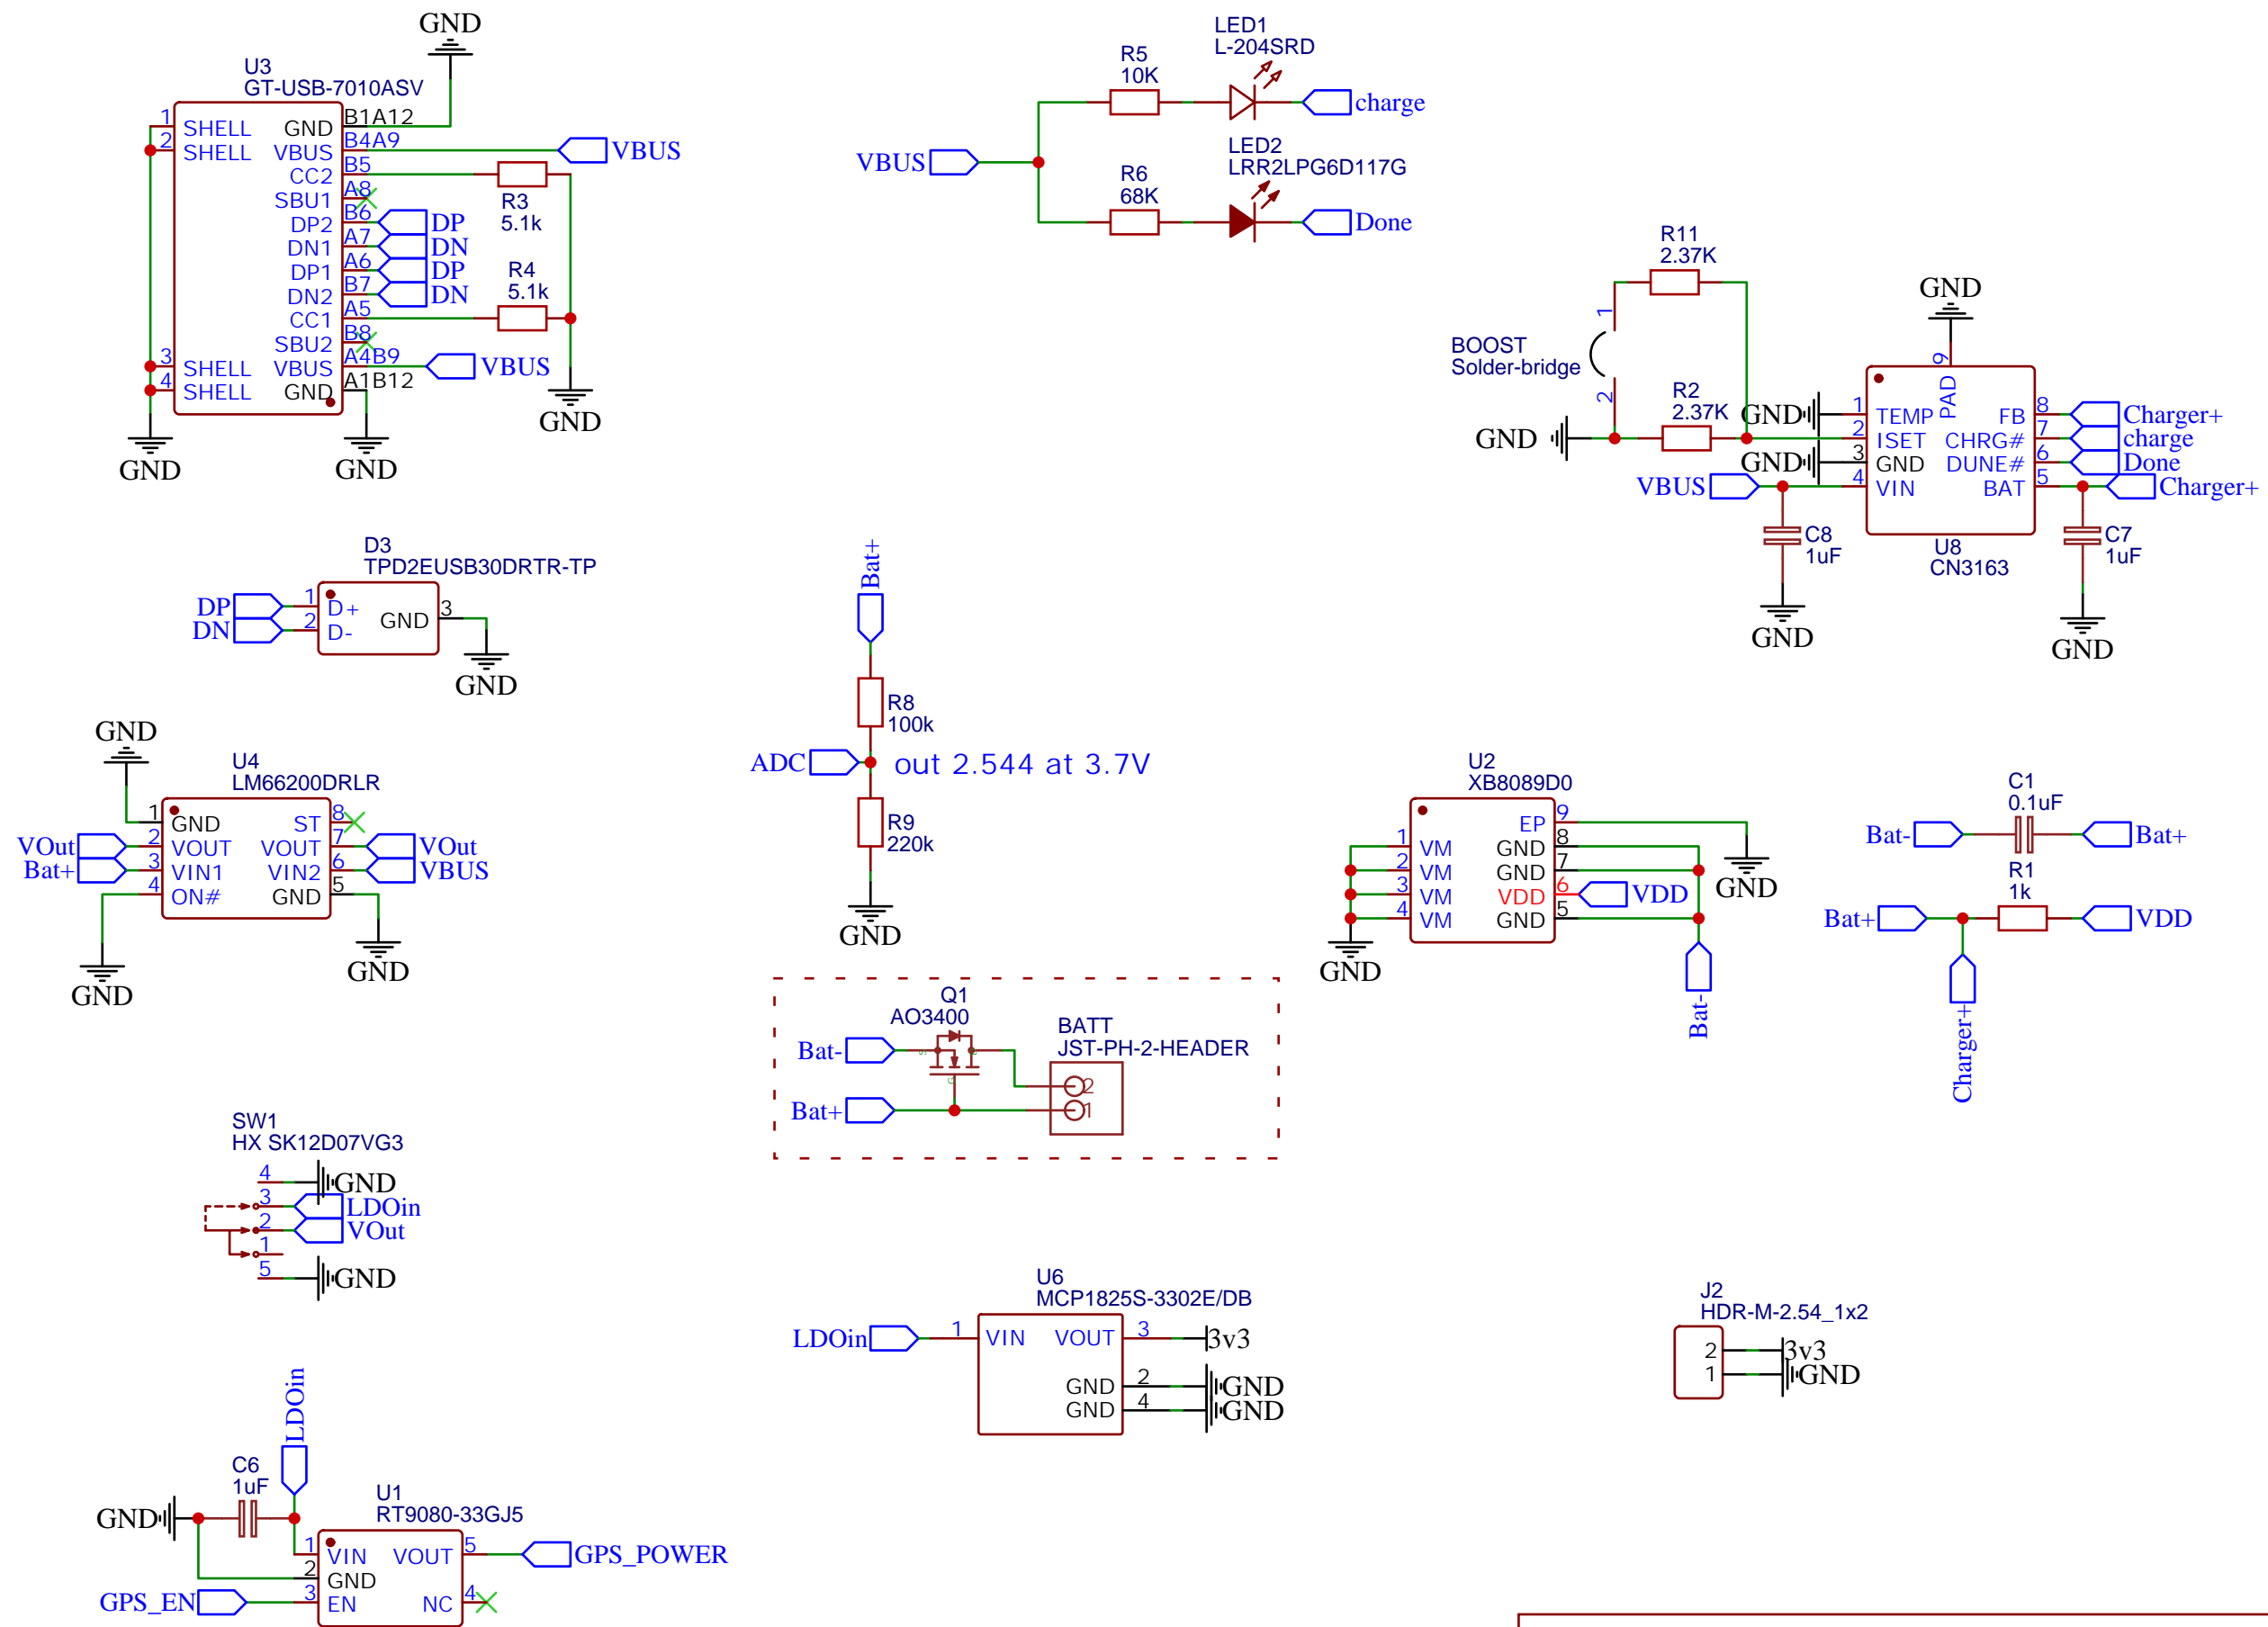 GND
U3
GT-USB-7010ASV
1 SHELL GND B1A12
2 SHELL VBUS B4A9 VBUS
CC2 B5
SBU1 A8
R3
5.1k
DP2 B6 DP
DN1 A7 DN
DP1 A6 DP
DN2 B7 DN
R4
5.1k
CC1 A5
SBU2 B8
3 SHELL VBUS A4B9 VBUS
4 SHELL GND A1B12
GND
GND
GND
LED1
L-204SRD
R5
10K
charge
VBUS
LED2
LRR2LPG6D117G
R6
68K
Done
R11
2.37K
BOOST
Solder-bridge
1
2
R2
2.37K
GND
GND
PAD 9
GND 1 TEMP FB 8 Charger+
2 ISET CHRG# 7 charge
GND 3 GND DUNE# 6 Done
VBUS 4 VIN BAT 5 Charger+
U8
CN3163
C8
1uF
GND
C7
1uF
GND
D3
TPD2EUSB30DRTR-TP
DP 1 D+
DN 2 D-
GND 3
GND
Bat+
R8
100k
ADC out 2.544 at 3.7V
R9
220k
GND
GND
U4
LM66200DRLR
1 GND ST 8
VOut 2 VOUT VOUT 7 VOut
Bat+ 3 VIN1 VIN2 6 VBUS
4 ON# GND 5
GND
GND
U2
XB8089D0
EP 9
1 VM GND 8
2 VM GND 7
3 VM VDD 6 VDD
4 VM GND 5
GND
GND
Bat-
C1
0.1uF
Bat- Bat+
R1
1k
Bat+ VDD
Charger+
Q1
AO3400
S
D
G
Bat-
Bat+
BATT
JST-PH-2-HEADER
2
1
SW1
HX SK12D07VG3
4 GND
3 LDOin
2 VOut
1
5 GND
U6
MCP1825S-3302E/DB
LDOin 1 VIN VOUT 3 3v3
GND 2 GND
GND 4 GND
J2
HDR-M-2.54_1x2
2 3v3
1 GND
LDOin
C6
1uF
GND
U1
RT9080-33GJ5
1 VIN VOUT 5 GPS_POWER
2 GND
GPS_EN 3 EN NC 4